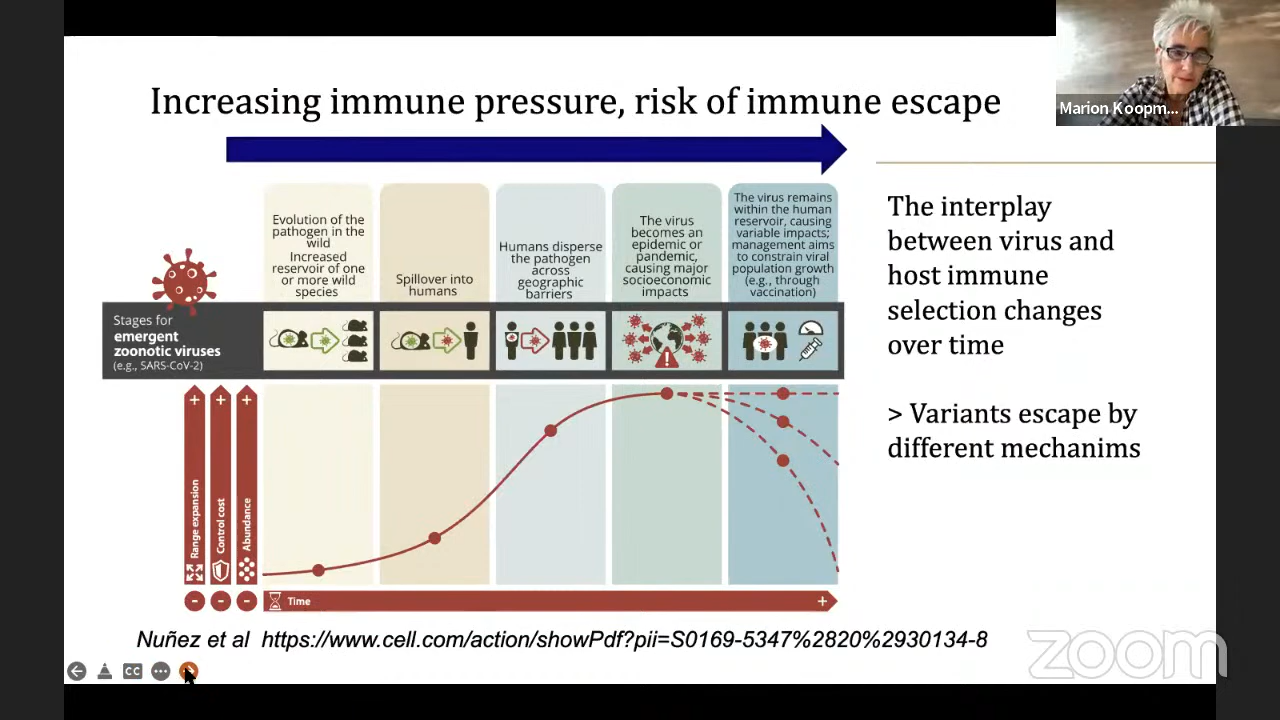 Increasing immune pressure, risk of immune escape
Marion Koopm...
Evolution of the
pathogen in the
wild
Increased
reservoir of one
or more wild
species
Spillover into
humans
Humans disperse
the pathogen
across
geographic
barriers
The virus
becomes an
epidemic or
pandemic,
causing major
socioeconomic
impacts
The virus remains
within the human
reservoir, causing
variable impacts;
management aims
to constrain viral
population growth
(e.g., through
vaccination)
Stages for
emergent
zoonotic viruses
(e.g., SARS-CoV-2)
The interplay
between virus and
host immune
selection changes
over time
> Variants escape by
different mechanims
+ + +
Range expansion
Control cost
Abundance
- - -
Time +
Nuñez et al https://www.cell.com/action/showPdf?pii=S0169-5347%2820%2930134-8
CC
zoom